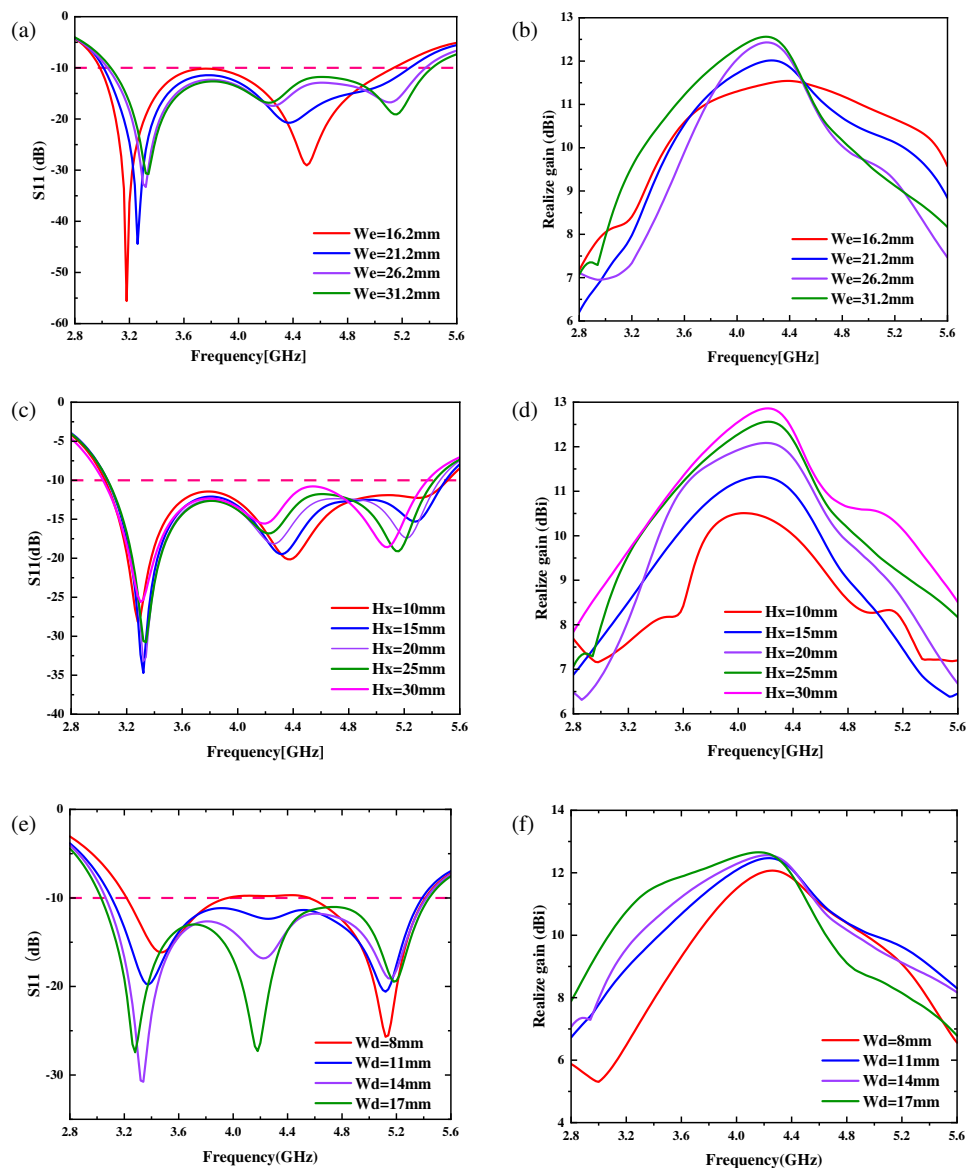 (a)
0
-10
-20
-30
-40
-50
-60
S11 (dB)
We=16.2mm
We=21.2mm
We=26.2mm
We=31.2mm
2.8 3.2 3.6 4.0 4.4 4.8 5.2 5.6
Frequency[GHz]
(b)
13
12
11
10
9
8
7
6
Realize gain (dBi)
We=16.2mm
We=21.2mm
We=26.2mm
We=31.2mm
2.8 3.2 3.6 4.0 4.4 4.8 5.2 5.6
Frequency[GHz]
(c)
0
-5
-10
-15
-20
-25
-30
-35
-40
S11(dB)
Hx=10mm
Hx=15mm
Hx=20mm
Hx=25mm
Hx=30mm
2.8 3.2 3.6 4.0 4.4 4.8 5.2 5.6
Frequency[GHz]
(d)
13
12
11
10
9
8
7
6
Realize gain (dBi)
Hx=10mm
Hx=15mm
Hx=20mm
Hx=25mm
Hx=30mm
2.8 3.2 3.6 4.0 4.4 4.8 5.2 5.6
Frequency[GHz]
(e)
0
-10
-20
-30
S11 (dB)
Wd=8mm
Wd=11mm
Wd=14mm
Wd=17mm
2.8 3.2 3.6 4.0 4.4 4.8 5.2 5.6
Frequency(GHz)
(f)
14
12
10
8
6
4
Realize gain (dBi)
Wd=8mm
Wd=11mm
Wd=14mm
Wd=17mm
2.8 3.2 3.6 4.0 4.4 4.8 5.2 5.6
Frequency(GHz)